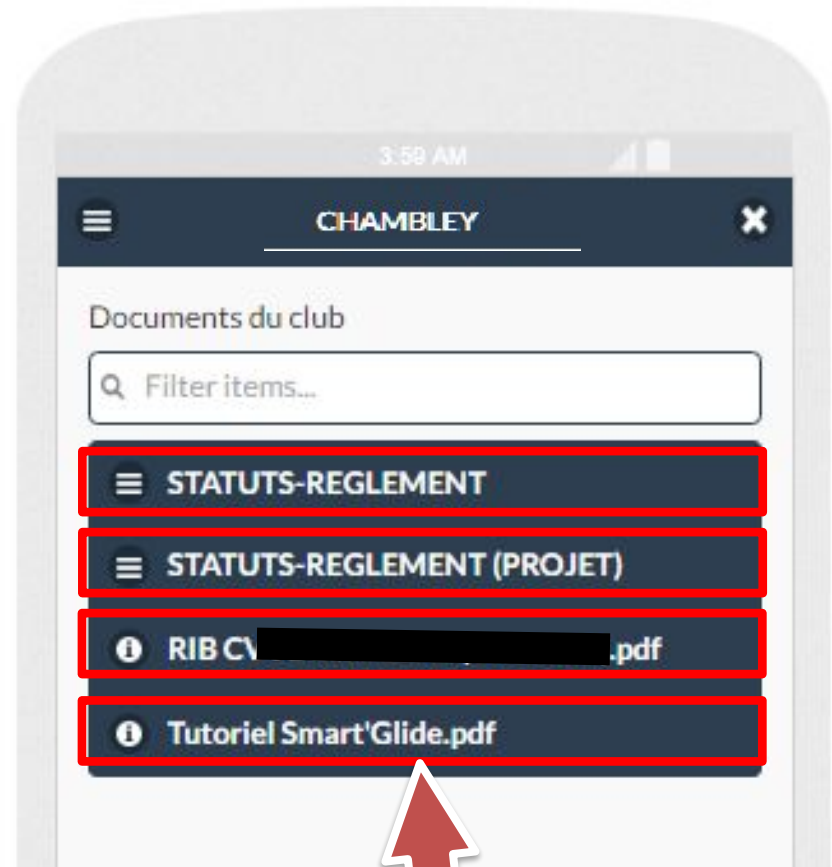 3:59 AM
CHAMBLEY
Documents du club
Filter items...
STATUTS-REGLEMENT
STATUTS-REGLEMENT (PROJET)
RIB .pdf
Tutoriel Smart'Glide.pdf